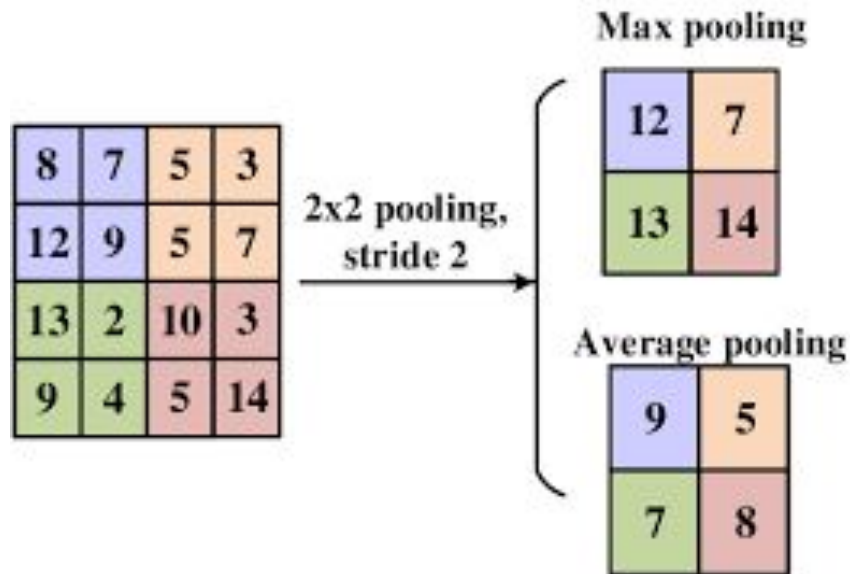 8 7 5 3
12 9 5 7
13 2 10 3
9 4 5 14
2x2 pooling,
stride 2
Max pooling
12 7
13 14
Average pooling
9 5
7 8